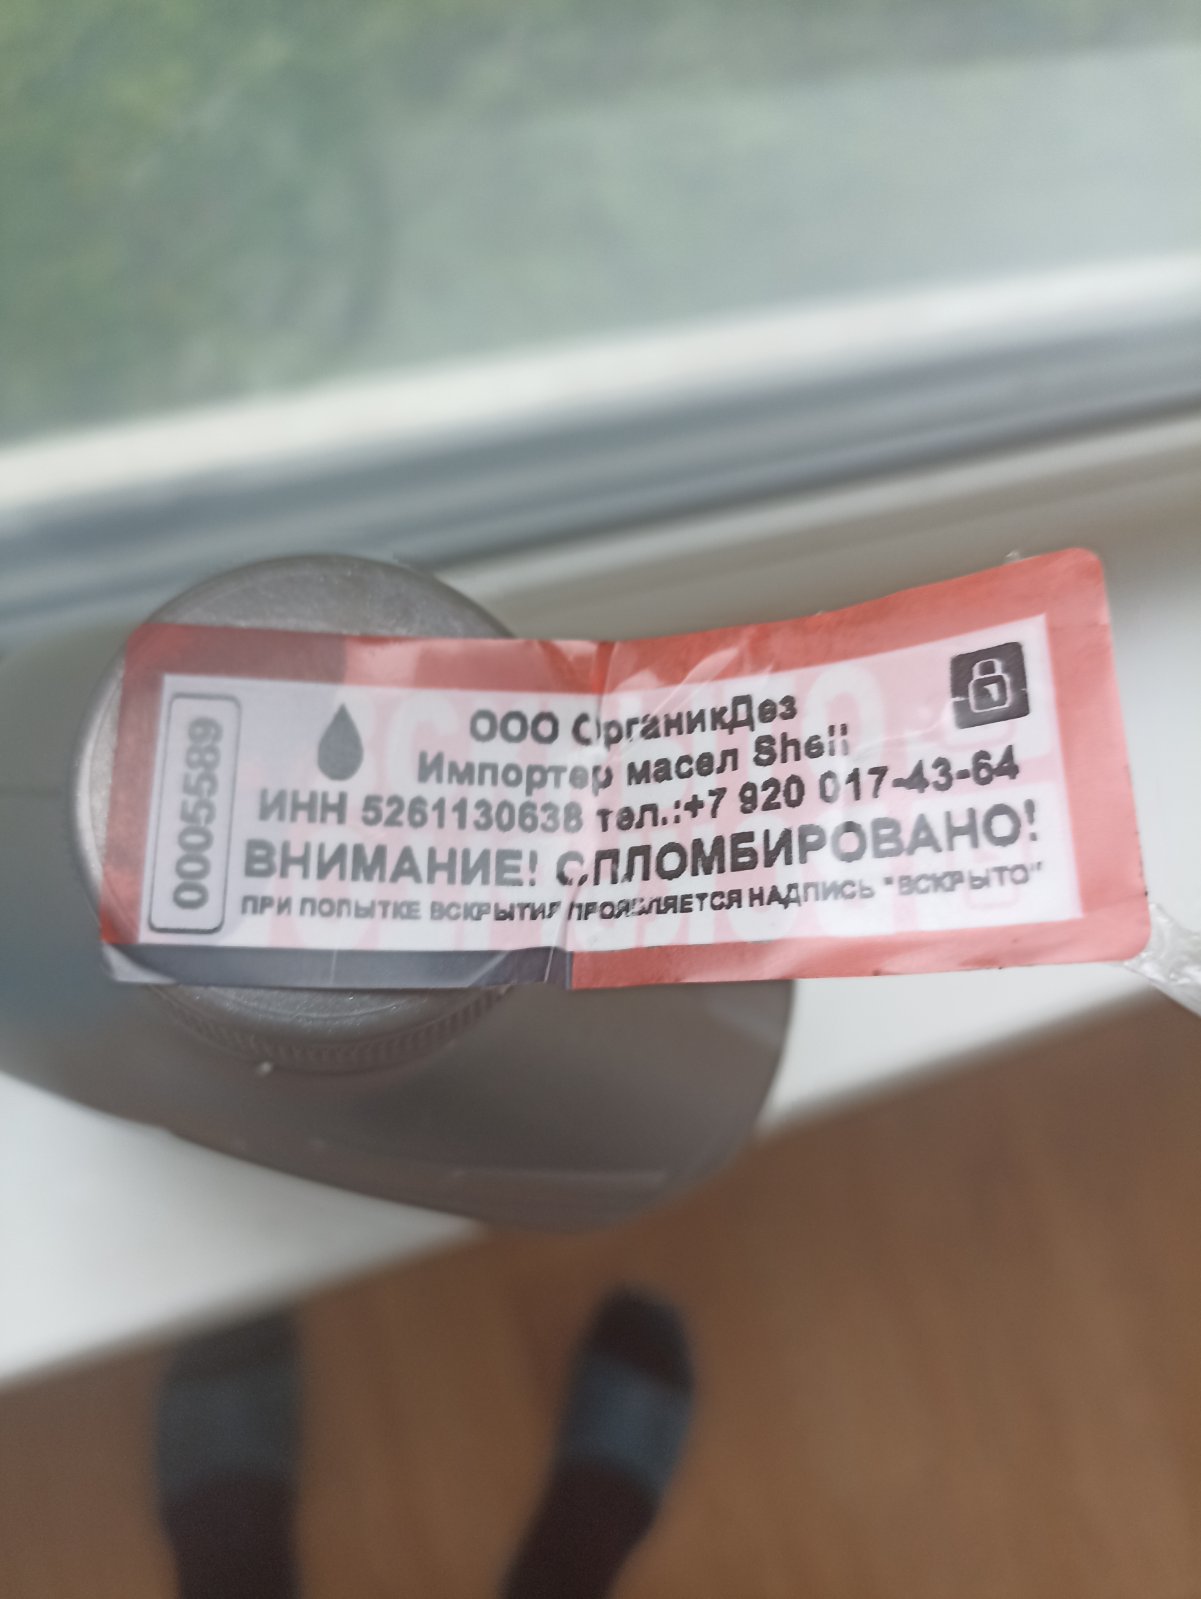 ООО ОрганикДез
Импортер масел Shell
ИНН 5261130638 тел.:+7 920 017-43-64
ВНИМАНИЕ! ОПЛОМБИРОВАНО!
ПРИ ПОПЫТКЕ ВСКРЫТИЯ ПРОЯВЛЯЕТСЯ НАДПИСЬ "ВСКРЫТО"
0005589